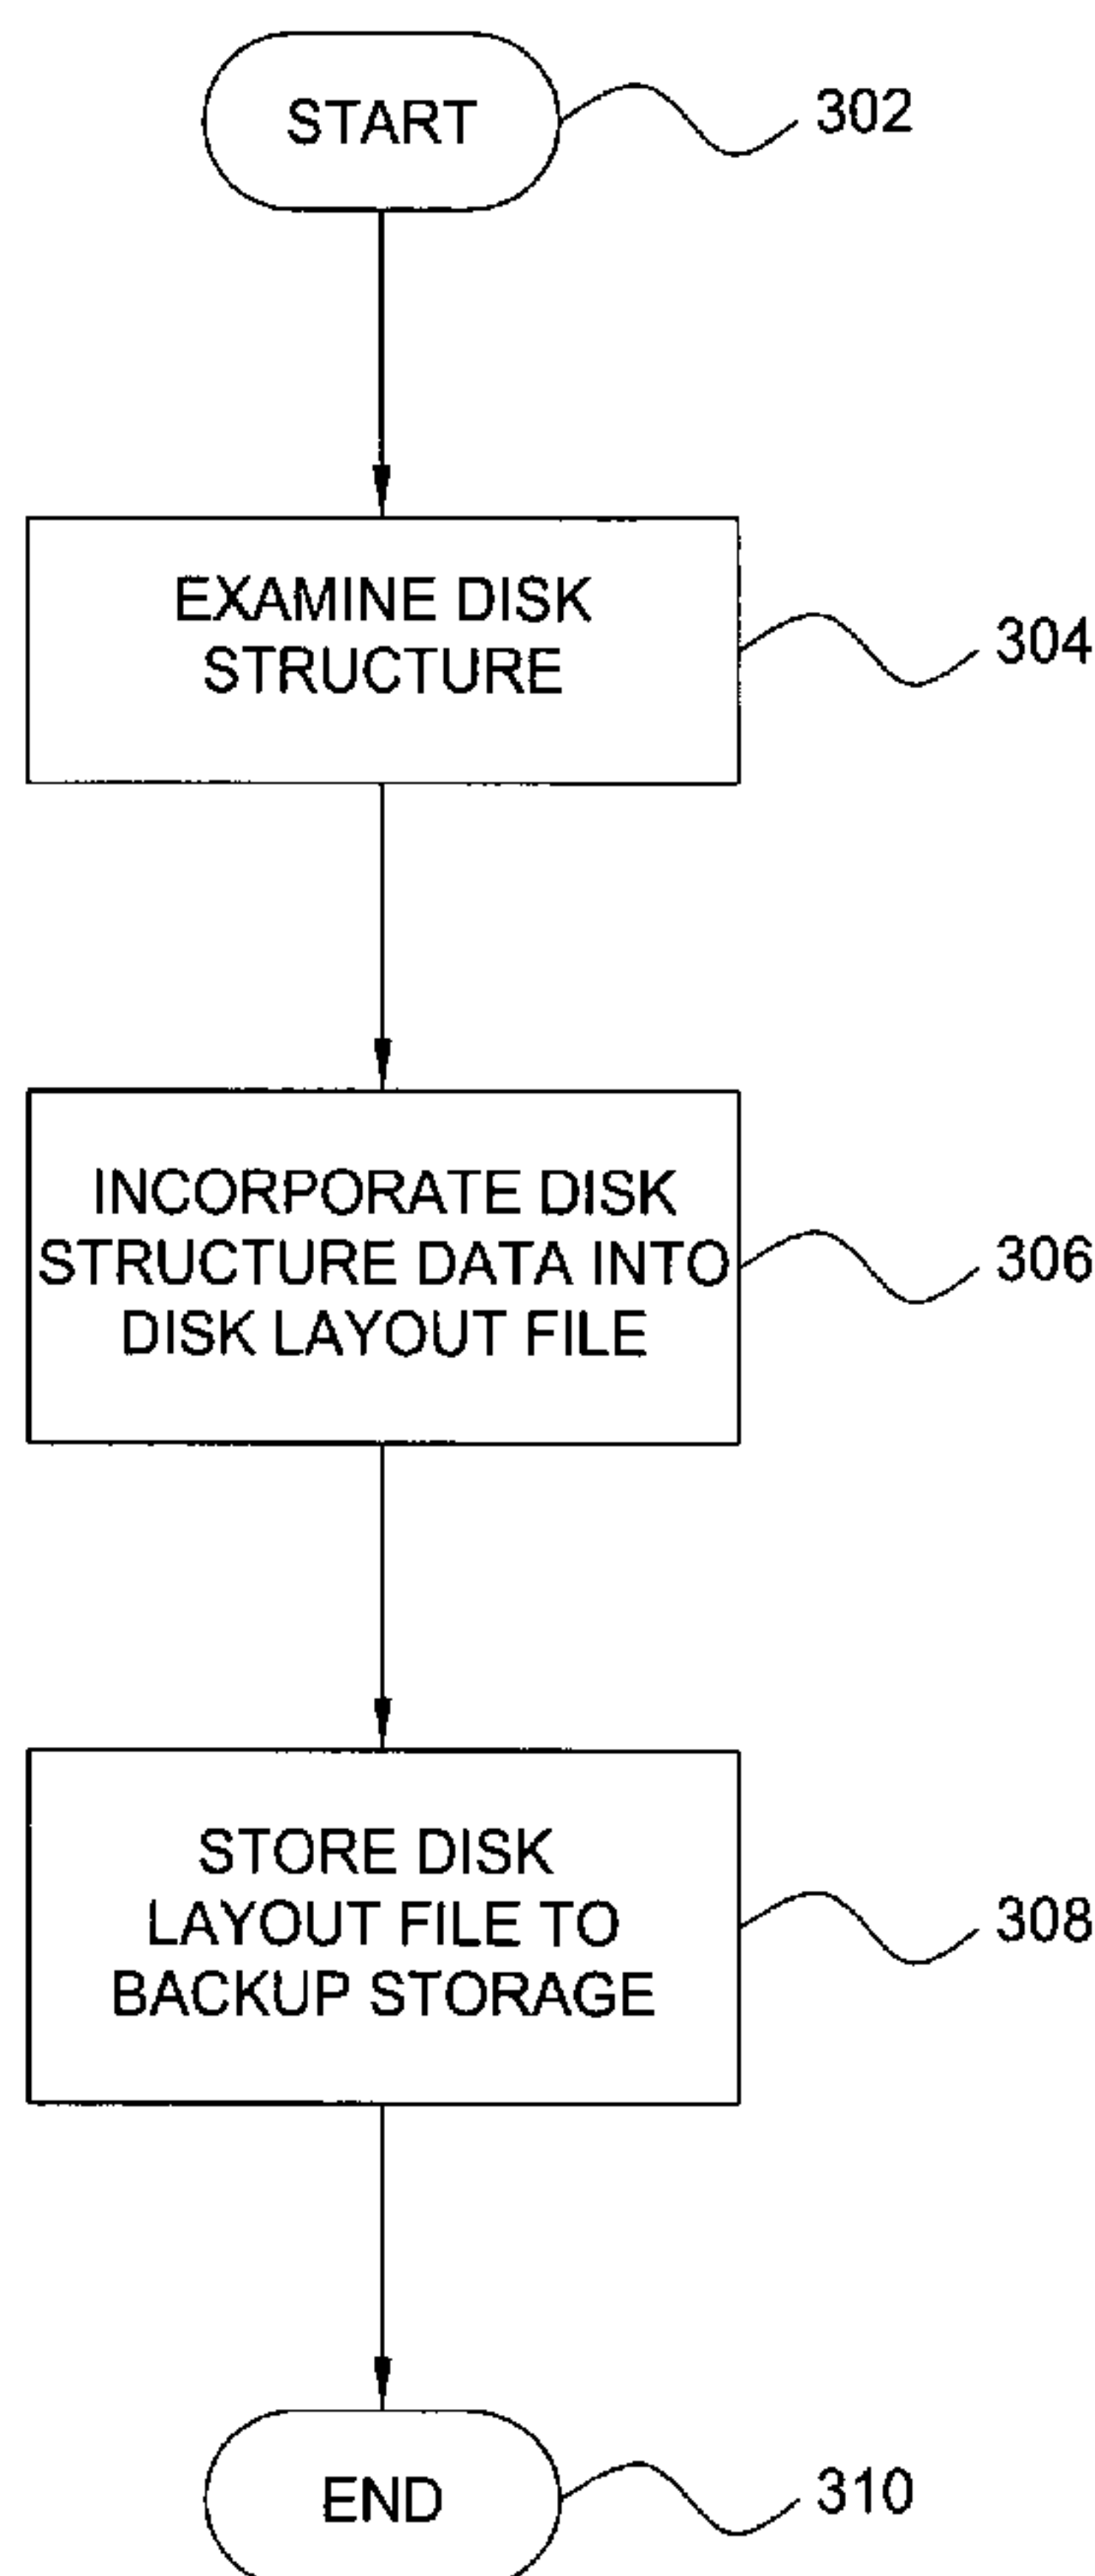 START
302
EXAMINE DISK
STRUCTURE
304
INCORPORATE DISK
STRUCTURE DATA INTO
DISK LAYOUT FILE
306
STORE DISK
LAYOUT FILE TO
BACKUP STORAGE
308
END
310